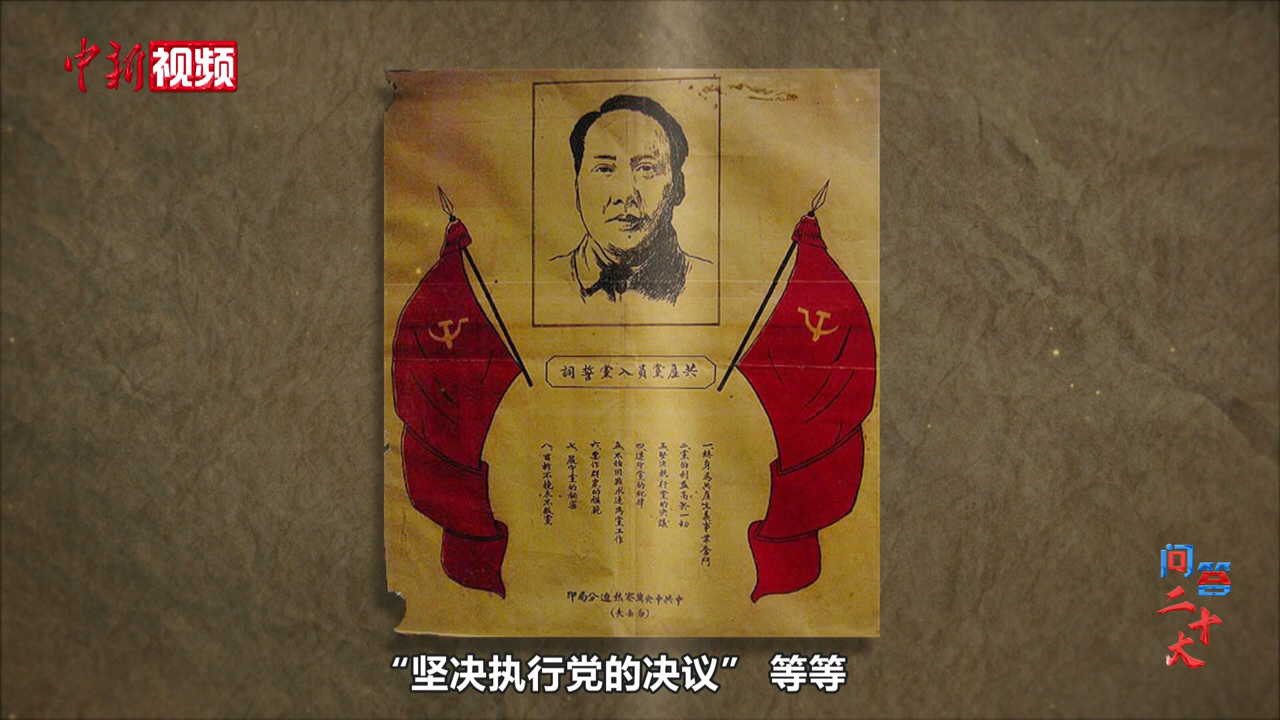 中新视频
共產黨員入黨誓詞
一、終身為共產主義事業奮鬥
二、黨的利益高於一切
三、堅決執行黨的決議
四、遵守黨的紀律
五、不怕困難永遠為黨工作
六、要作群衆的模範
七、嚴守黨的秘密
八、百折不撓永不叛黨
中共中央冀察熱遼分局印
“坚决执行党的决议” 等等
问答
二十大